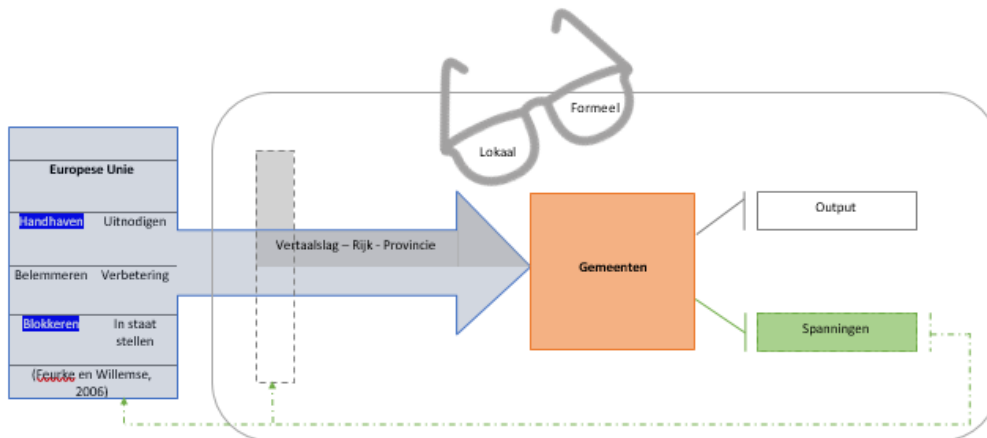 Formeel
Lokaal
Europese Unie
Handhaven Uitnodigen
Belemmeren Verbetering
Blokkeren In staat
stellen
(Feurcke en Willemse,
2006)
Vertaalslag – Rijk - Provincie
Gemeenten
Output
Spanningen